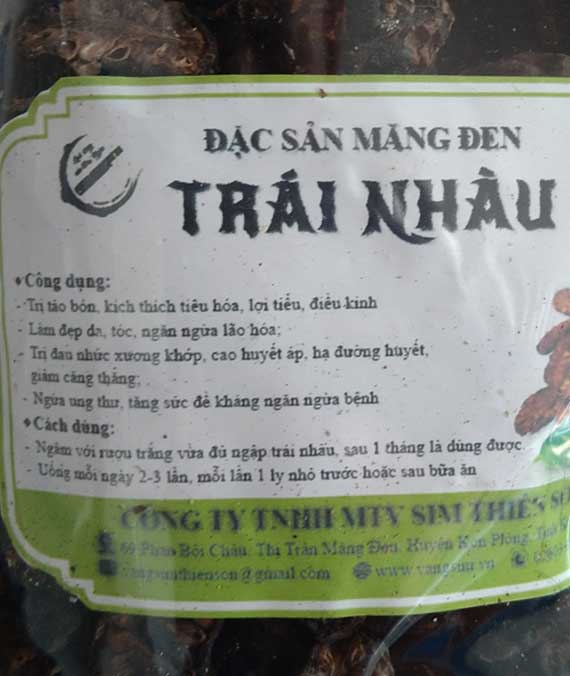 ĐẶC SẢN MĂNG ĐEN
TRÁI NHÀU
Công dụng:
- Trị táo bón, kích thích tiêu hóa, lợi tiểu, điều kinh
- Làm đẹp da, tóc, ngăn ngừa lão hóa;
- Trị đau nhức xương khớp, cao huyết áp, hạ đường huyết,
giảm căng thẳng;
- Ngừa ung thư, tăng sức đề kháng ngăn ngừa bệnh
Cách dùng:
- Ngâm với rượu trắng vừa đủ ngập trái nhàu, sau 1 tháng là dùng được.
- Uống mỗi ngày 2-3 lần, mỗi lần 1 ly nhỏ trước hoặc sau bữa ăn
CÔNG TY TNHH MTV SIM THIÊN
69 Phan Bội Châu, Thị Trấn Măng Đen, Huyện Kon Plông,
vangsimthienson@gmail.com